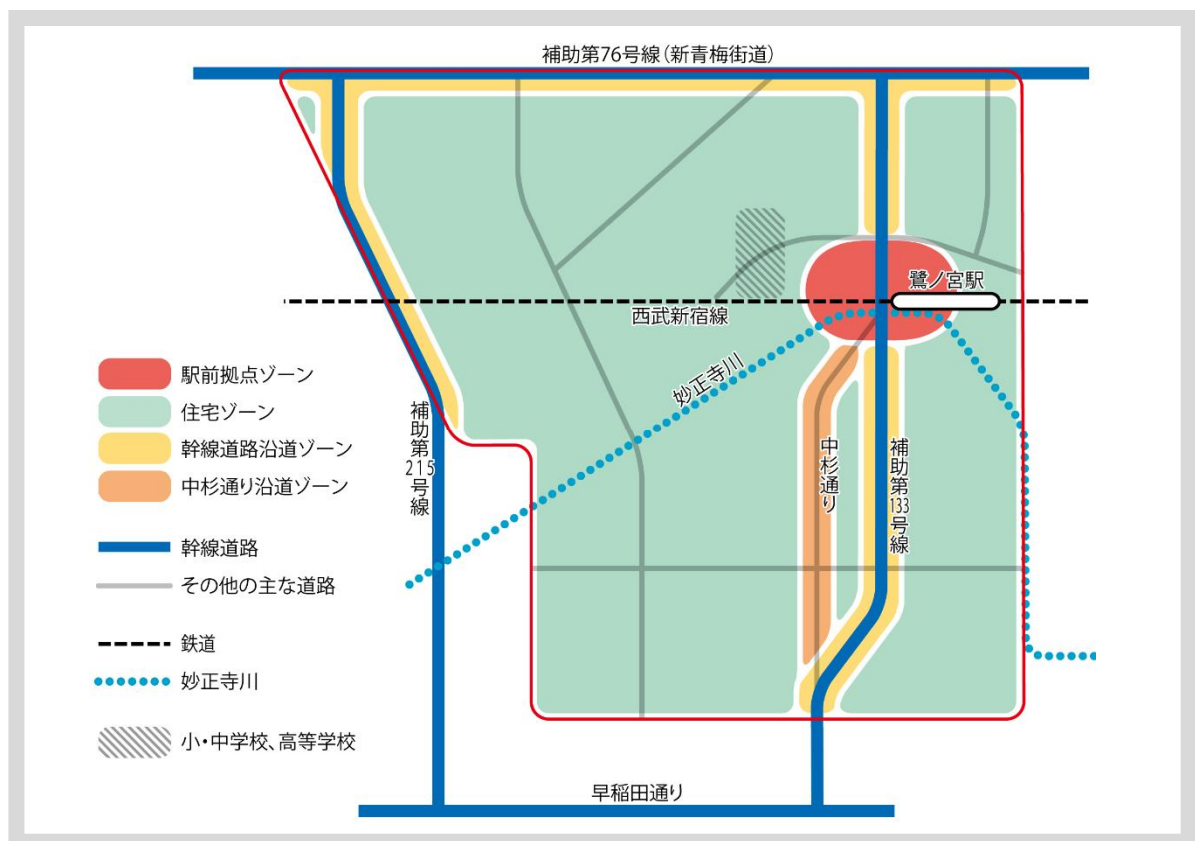 補助第76号線(新青梅街道)
鷺ノ宮駅
西武新宿線
妙正寺川
駅前拠点ゾーン
住宅ゾーン
幹線道路沿道ゾーン
中杉通り沿道ゾーン
補助第215号線
中杉通り
補助第133号線
幹線道路
その他の主な道路
鉄道
妙正寺川
小・中学校、高等学校
早稲田通り